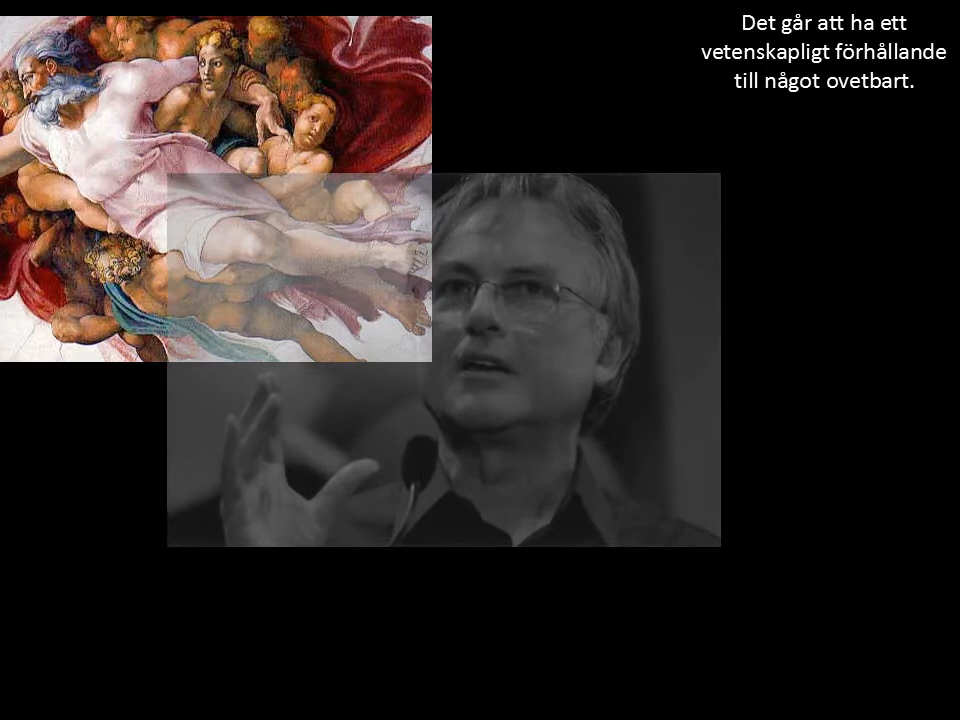 Det går att ha ett
vetenskapligt förhållande
till något ovetbart.